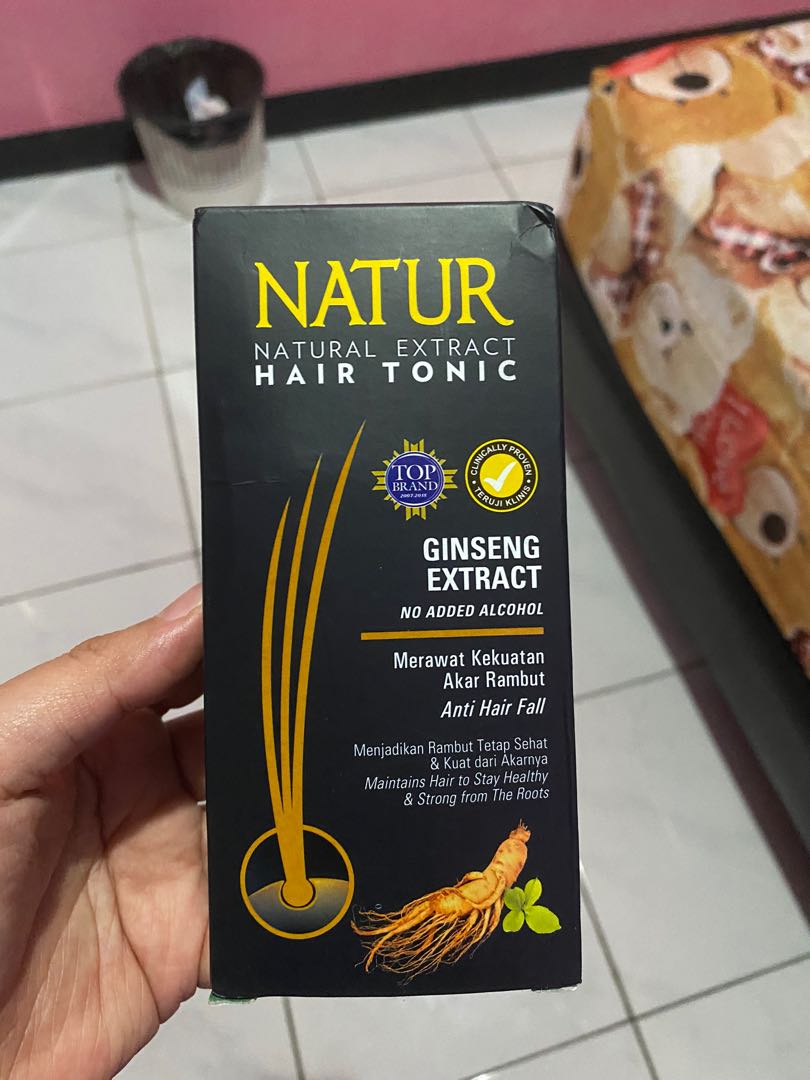 NATUR
NATURAL EXTRACT
HAIR TONIC
TOP
BRAND
2007-2018
CLINICALLY PROVEN
TERUJI KLINIS
GINSENG
EXTRACT
NO ADDED ALCOHOL
Merawat Kekuatan
Akar Rambut
Anti Hair Fall
Menjadikan Rambut Tetap Sehat
& Kuat dari Akarnya
Maintains Hair to Stay Healthy
& Strong from The Roots